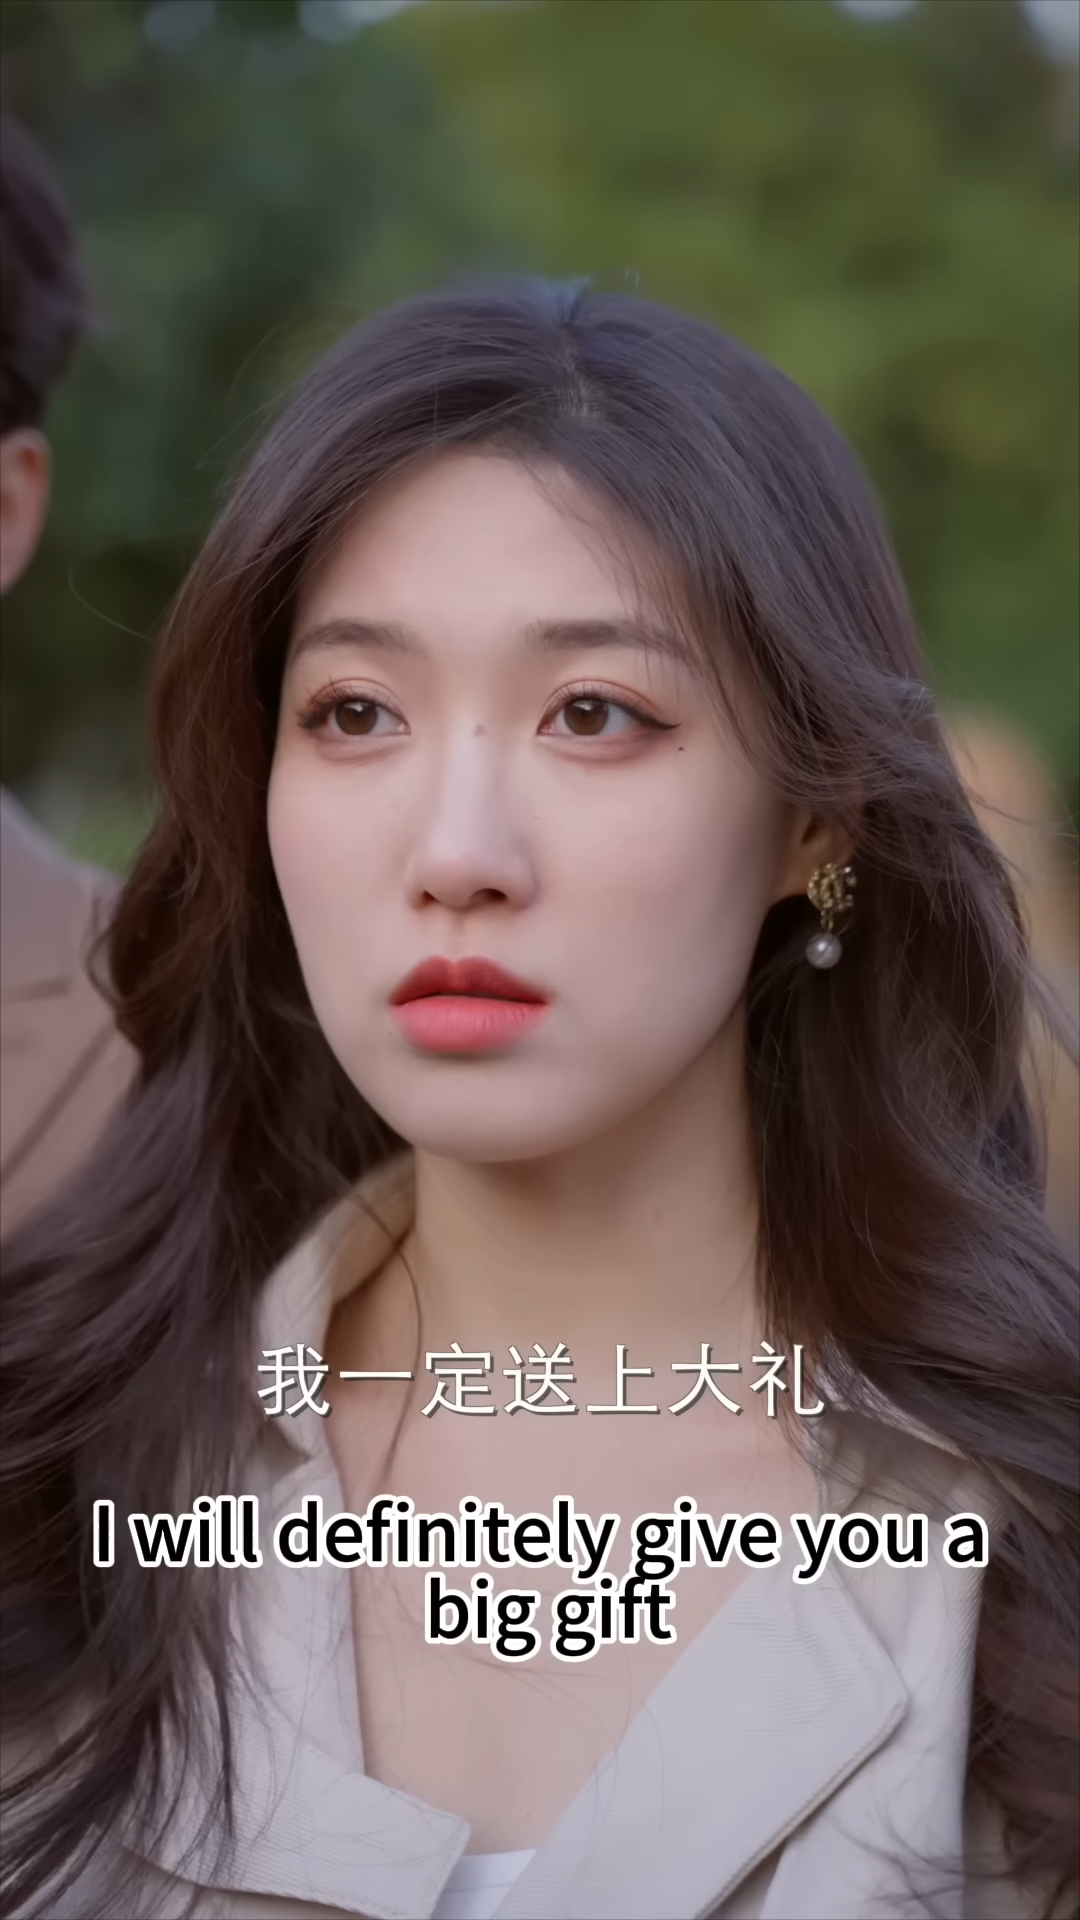 我一定送上大礼
I will definitely give you a
big gift